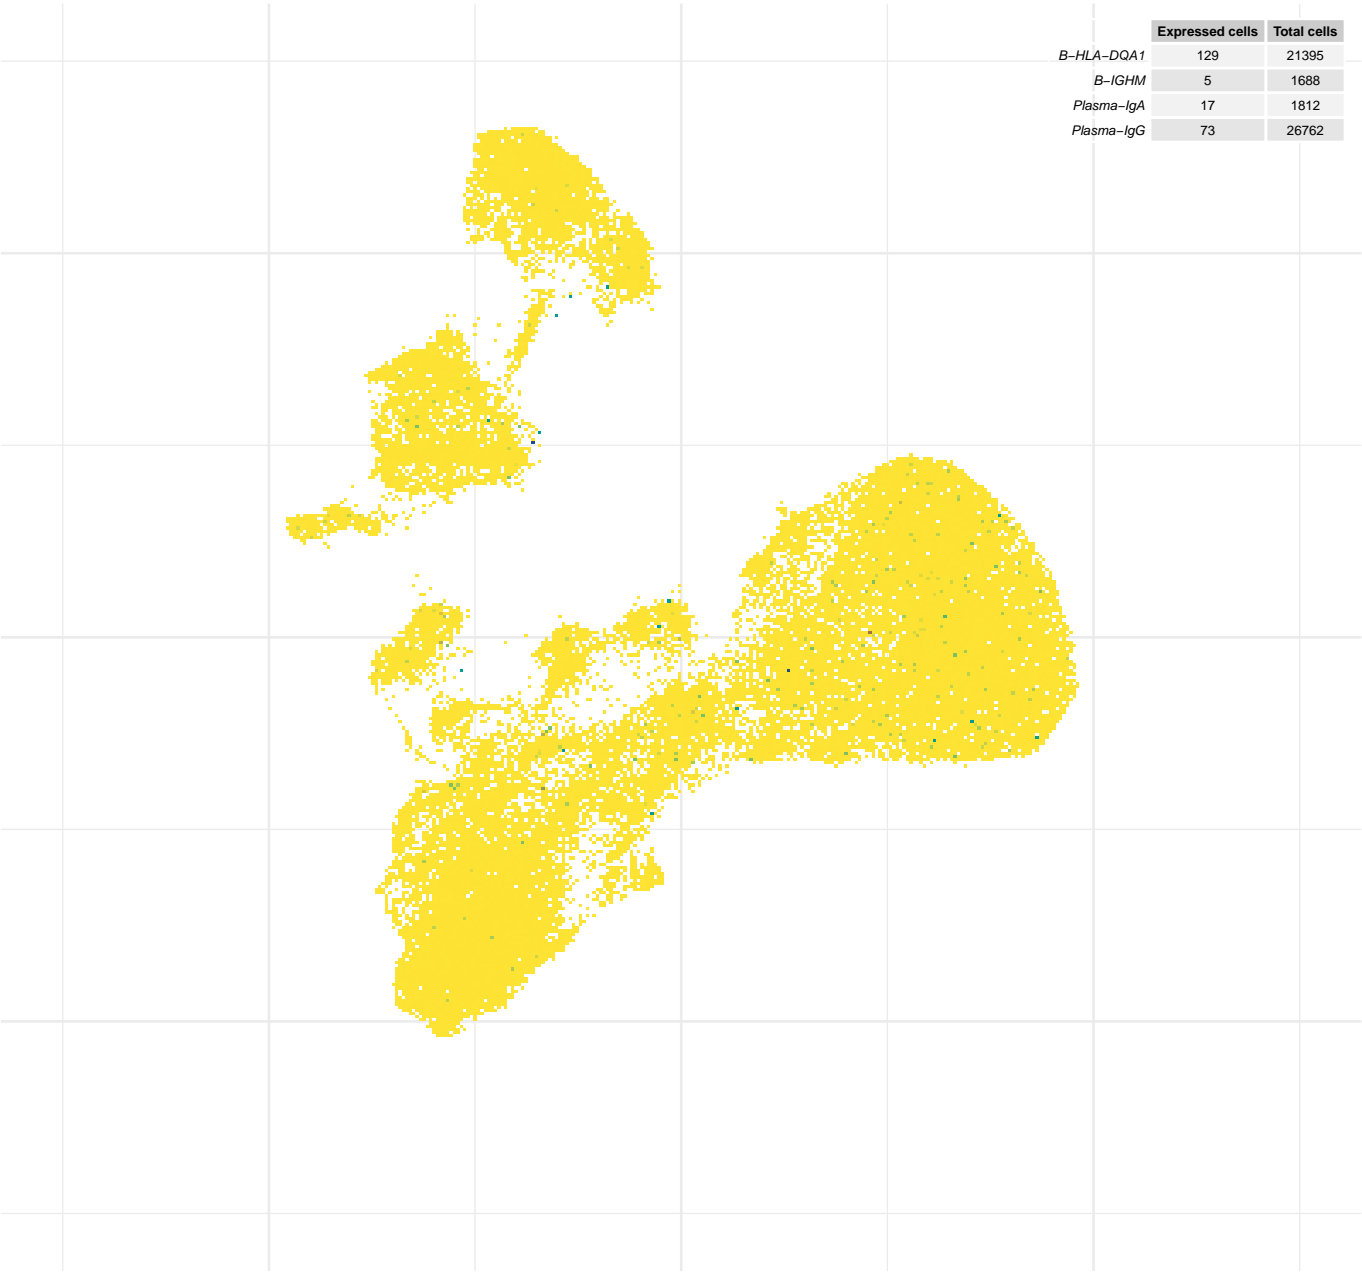 Expressed cells Total cells
B−HLA−DQA1 129 21395
B−IGHM 5 1688
Plasma−IgA 17 1812
Plasma−IgG 73 26762